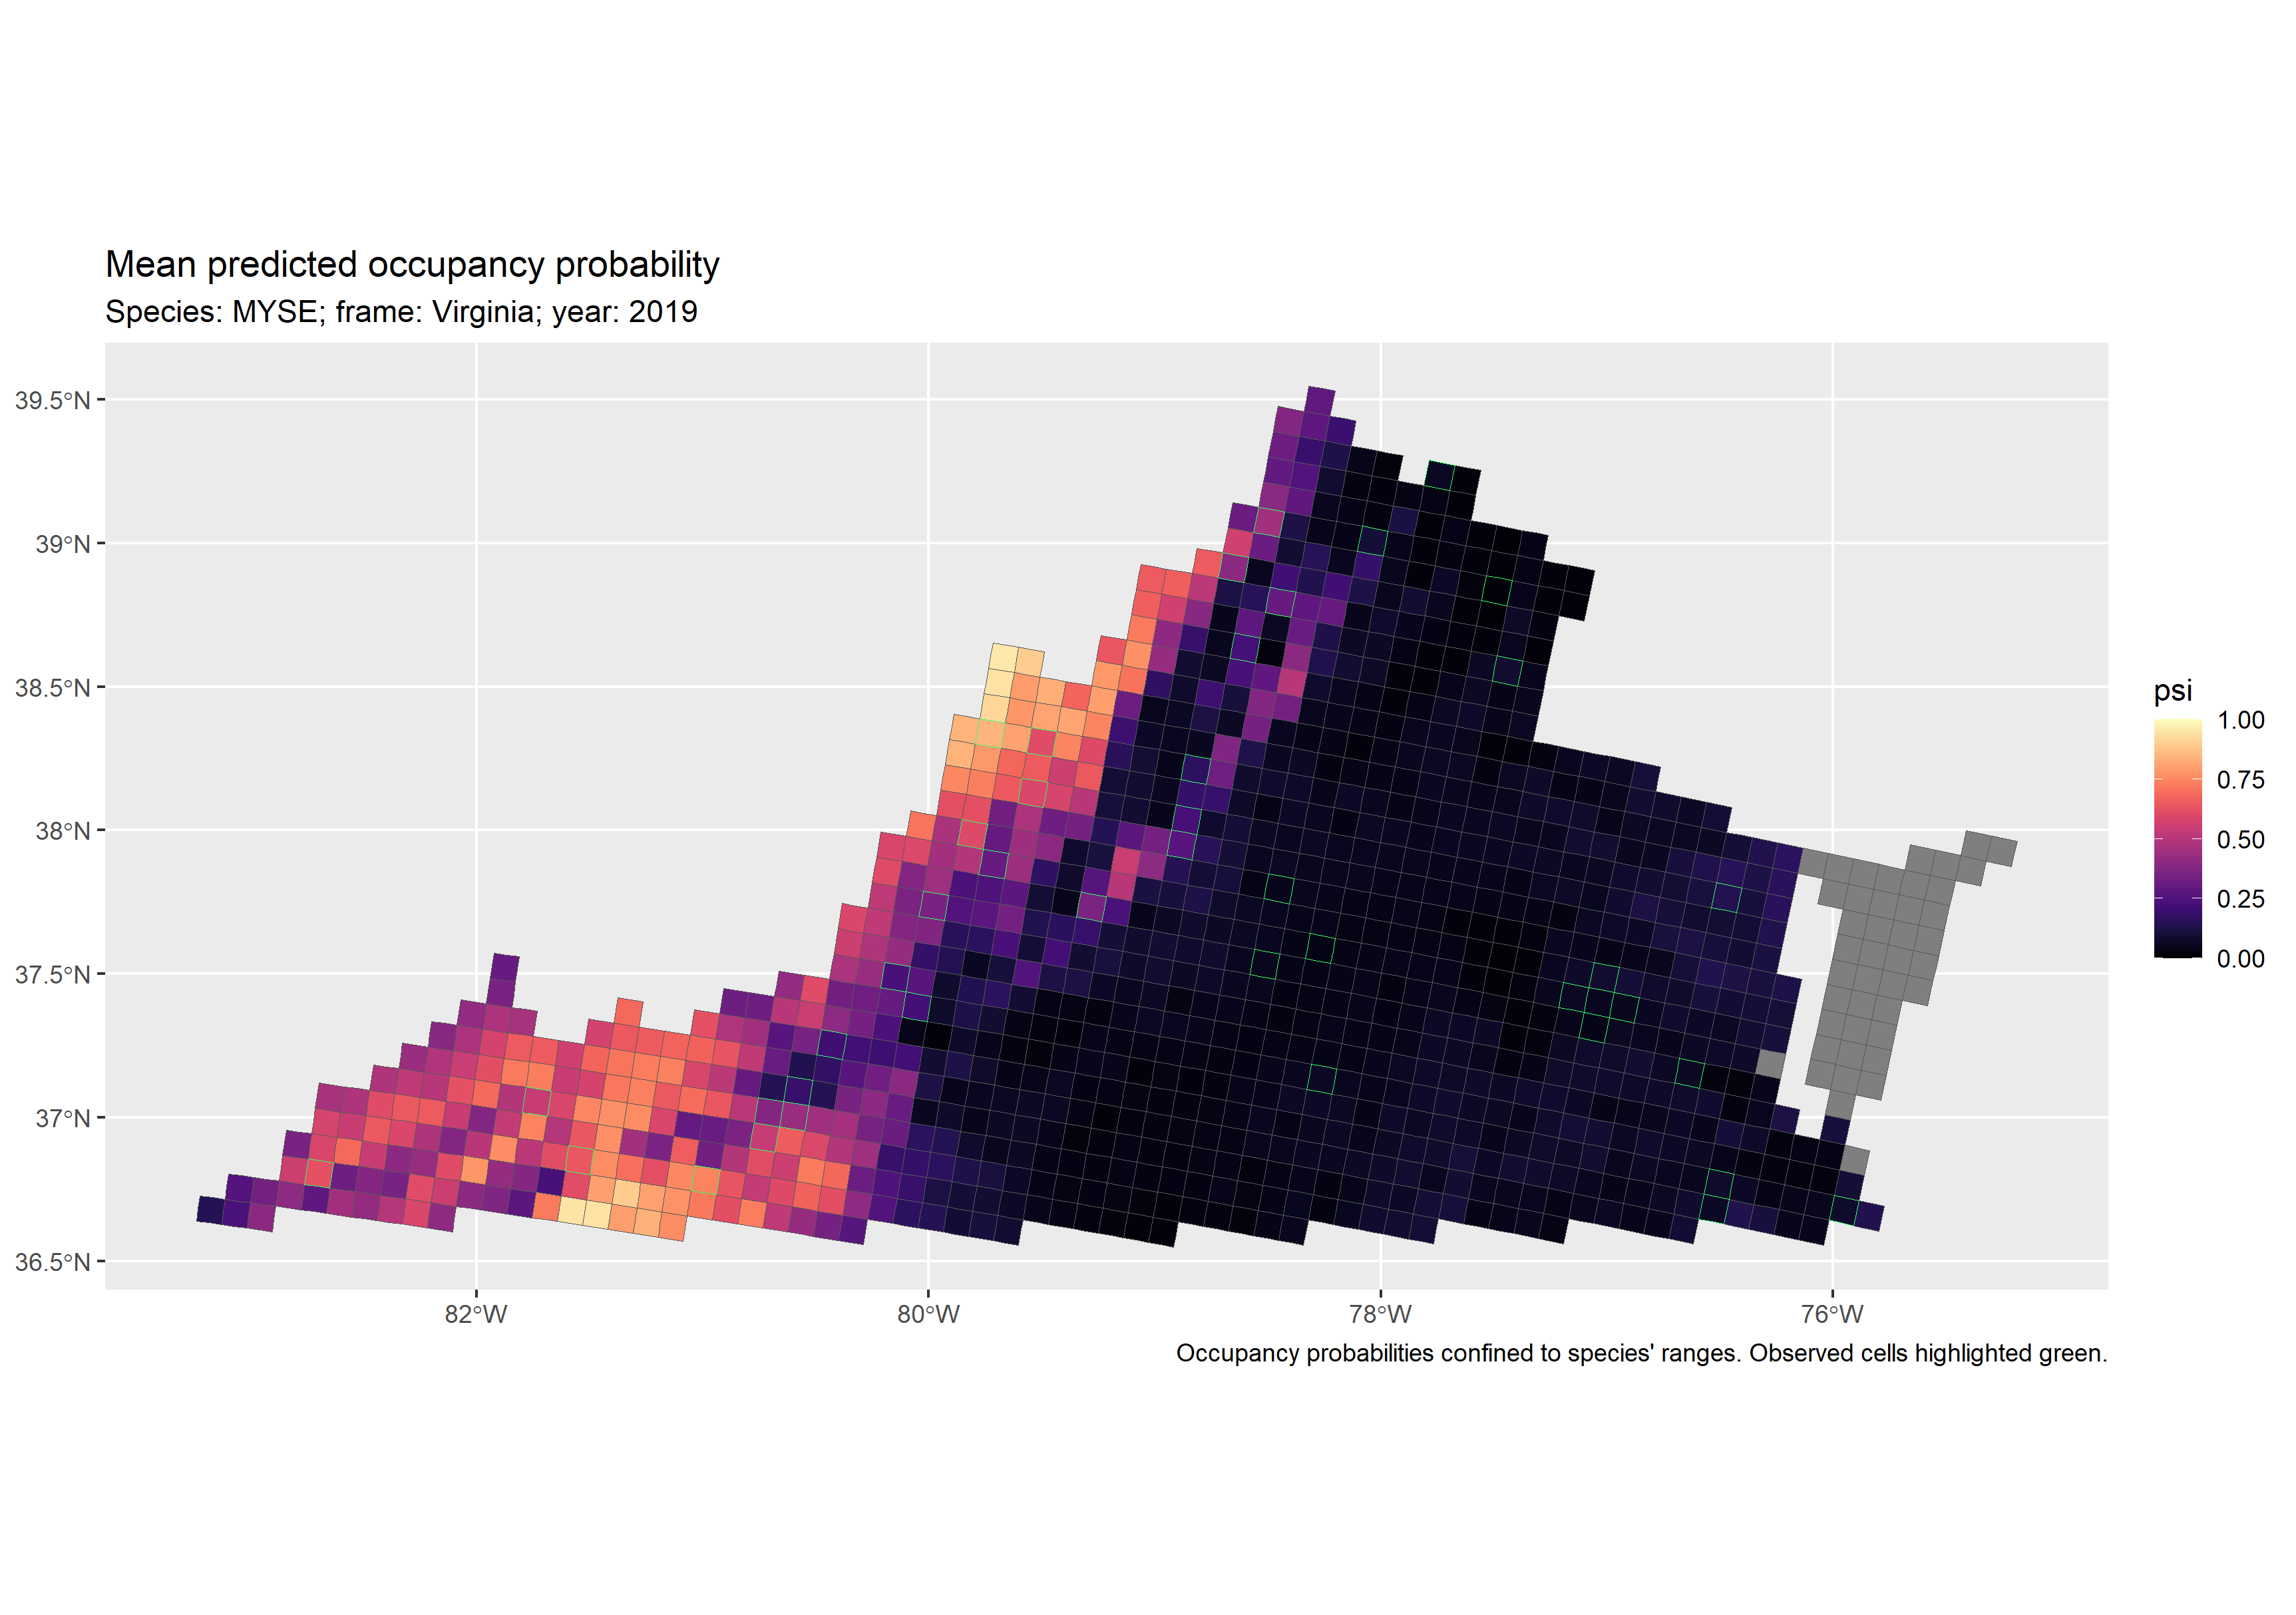 Mean predicted occupancy probability
Species: MYSE; frame: Virginia; year: 2019
39.5°N
39°N
38.5°N
38°N
37.5°N
37°N
36.5°N
82°W
80°W
78°W
76°W
psi
1.00
0.75
0.50
0.25
0.00
Occupancy probabilities confined to species' ranges. Observed cells highlighted green.